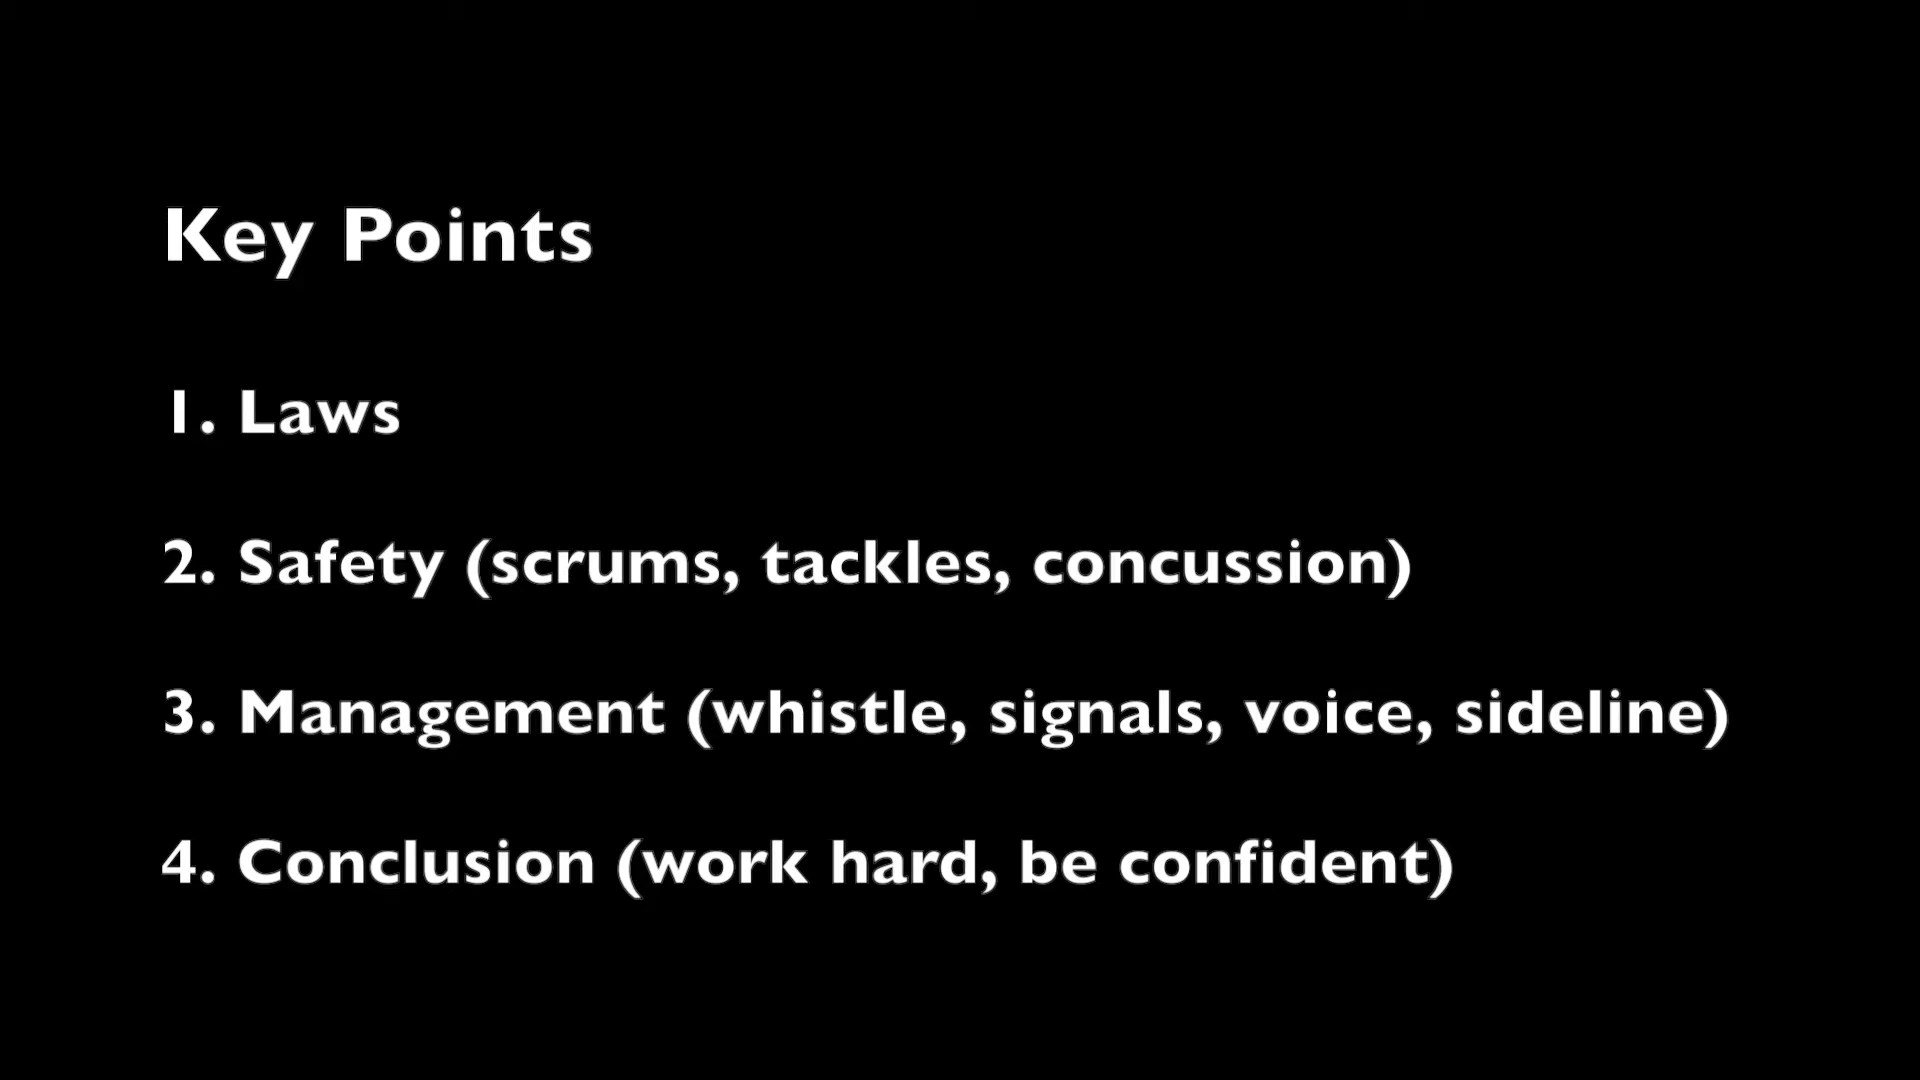 Key Points
1. Laws
2. Safety (scrums, tackles, concussion)
3. Management (whistle, signals, voice, sideline)
4. Conclusion (work hard, be confident)